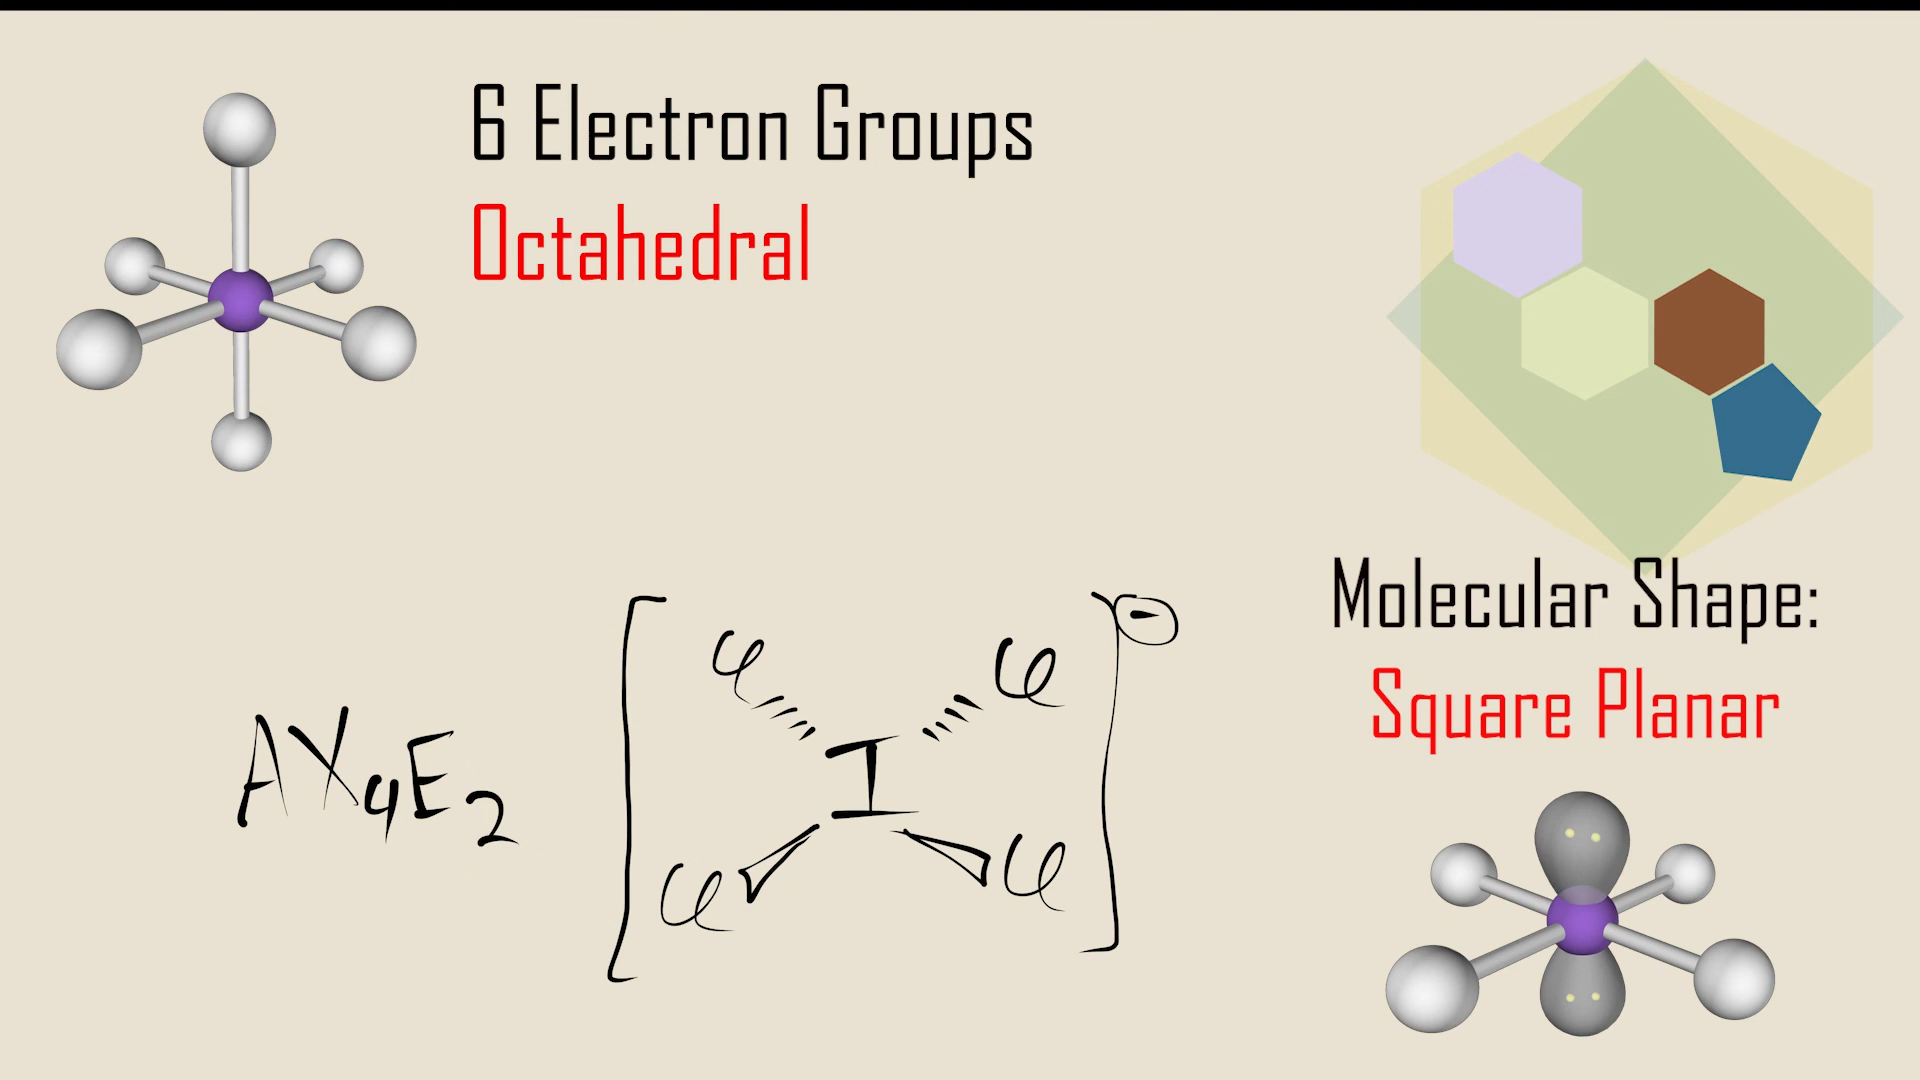 6 Electron Groups
Octahedral
Molecular Shape:
Square Planar
AX₄E₂
[
Cl Cl
I
Cl Cl
]⁻